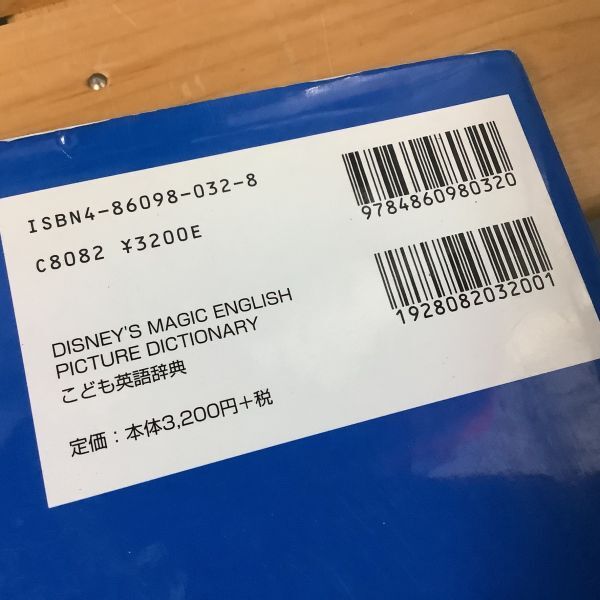 ISBN4-86098-032-8
C8082 ¥3200E
9784860980320
1928082032001
DISNEY'S MAGIC ENGLISH
PICTURE DICTIONARY
こども英語辞典
定価：本体3,200円+税